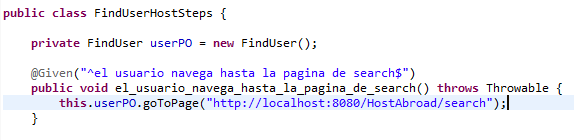 public class FindUserHostSteps {
private FindUser userPO = new FindUser();
@Given("^el usuario navega hasta la pagina de search$")
public void el_usuario_navega_hasta_la_pagina_de_search() throws Throwable {
this.userPO.goToPage("http://localhost:8080/HostAbroad/search");
}